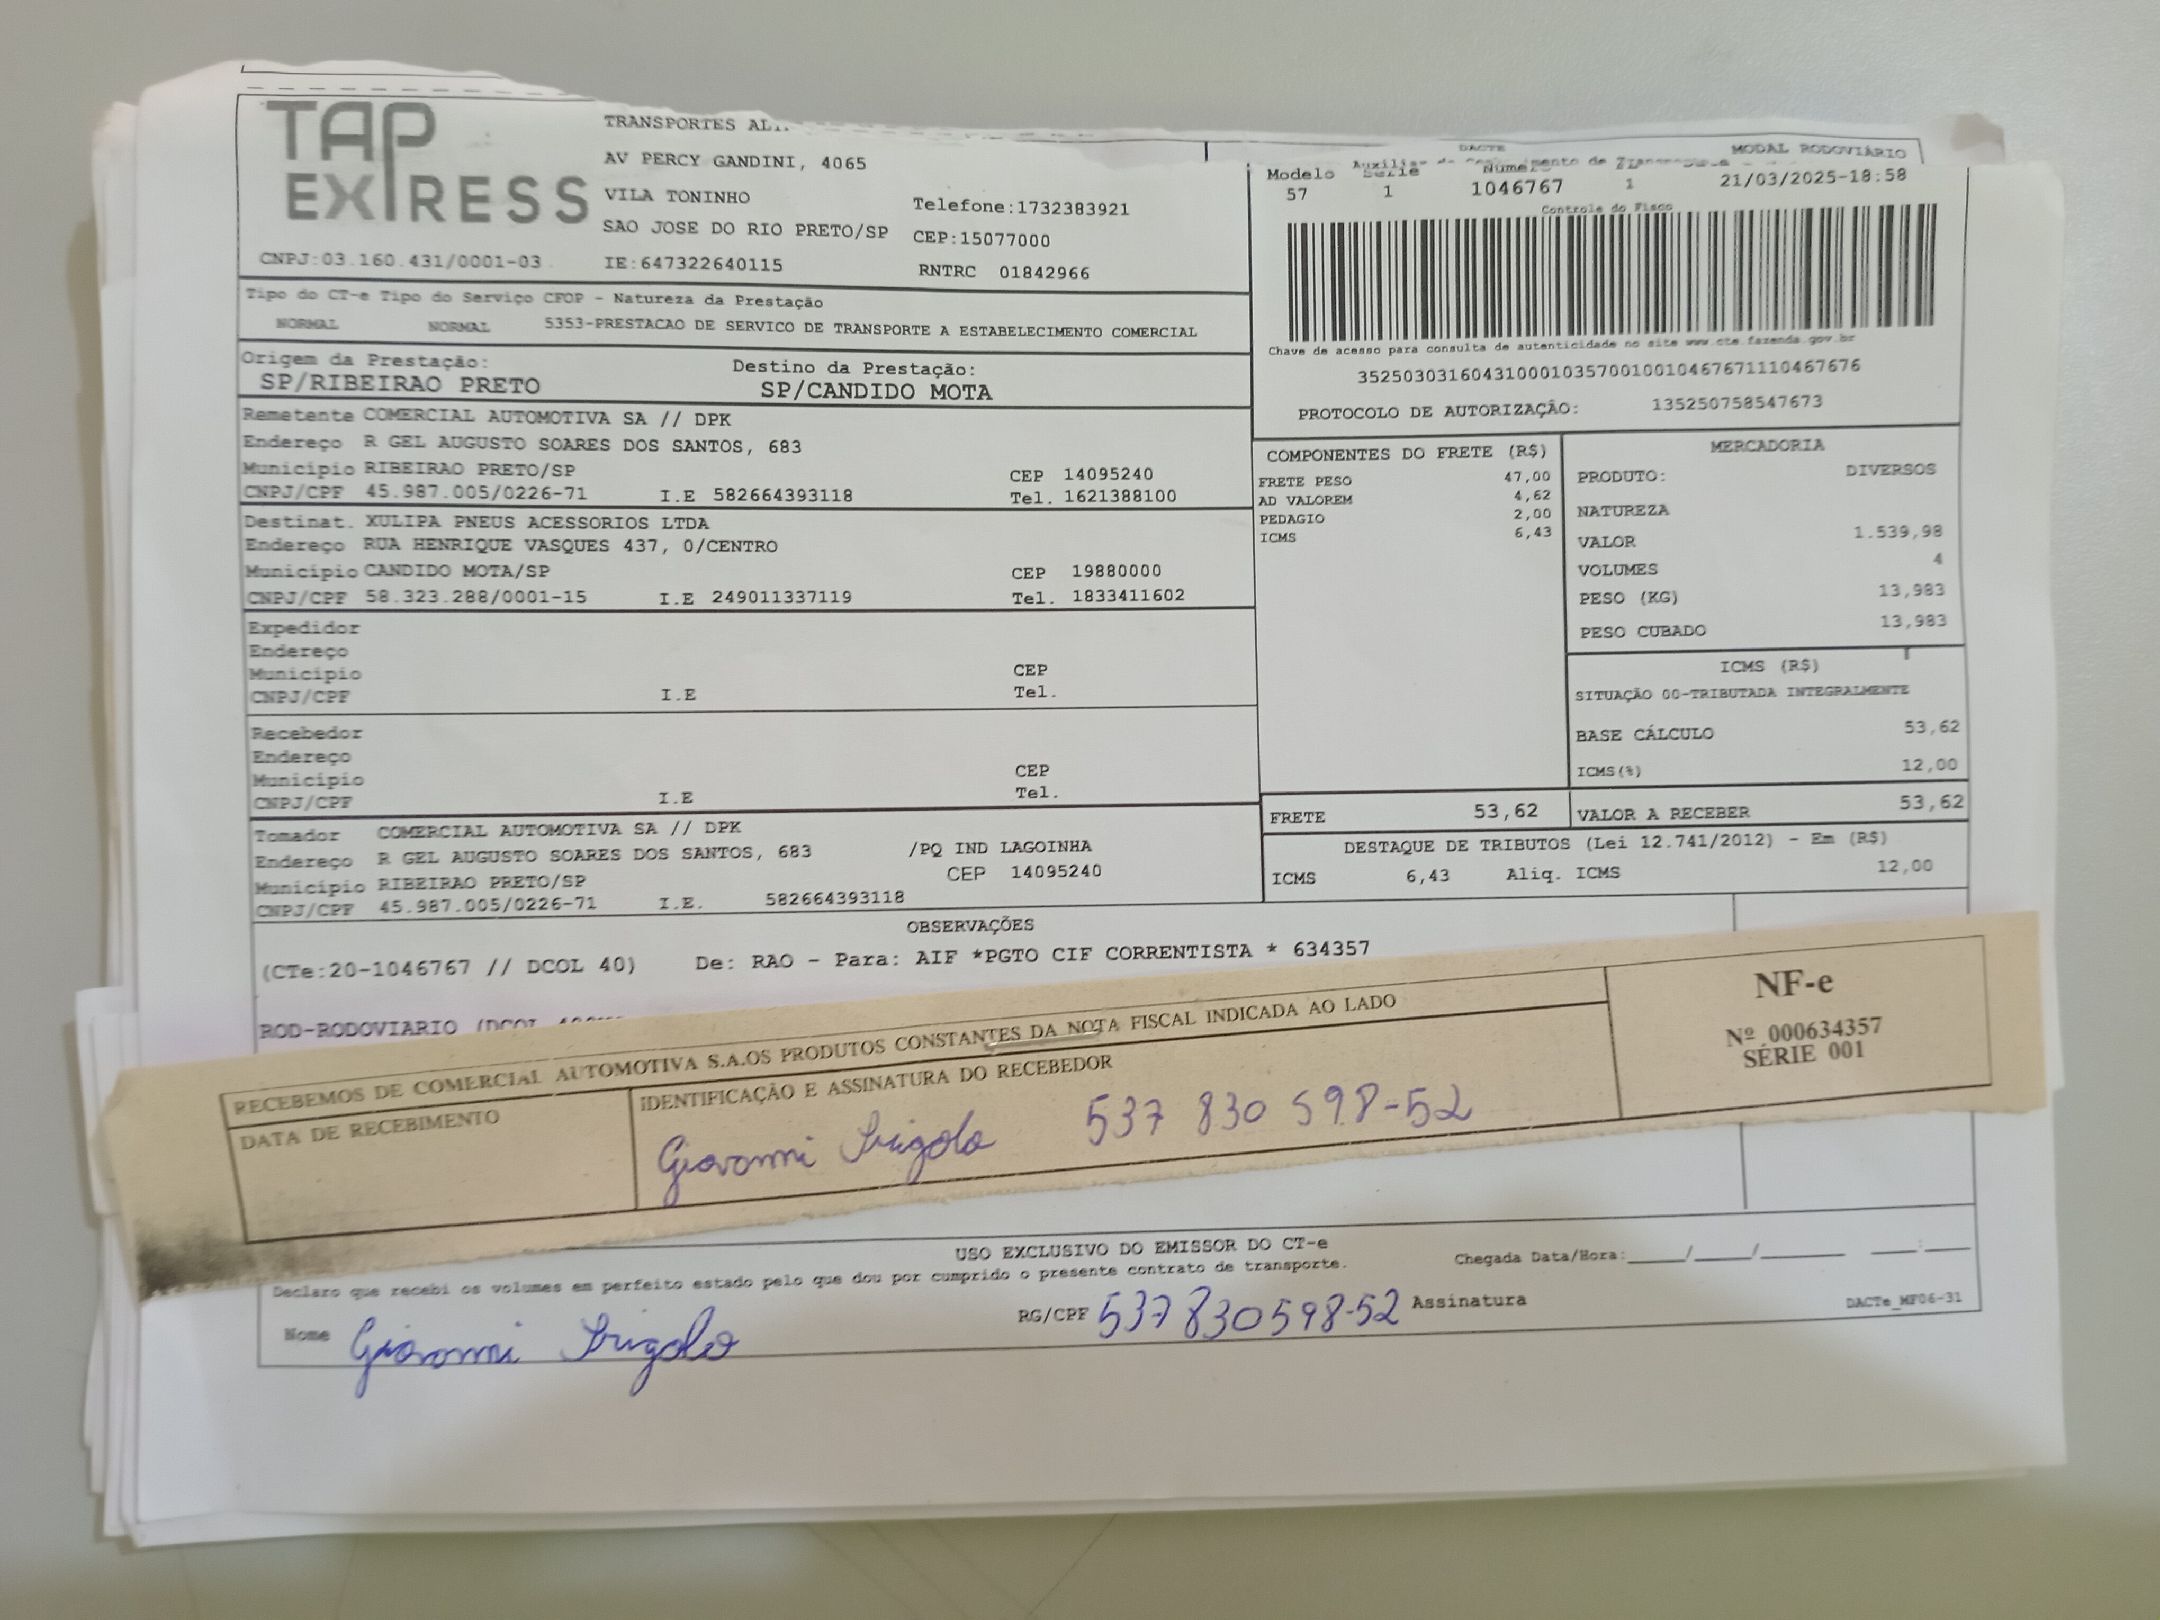 TAP
EXPRESS
TRANSPORTES
AV PERCY GANDINI, 4065
VILA TONINHO
Telefone:1732383921
SAO JOSE DO RIO PRETO/SP CEP:15077000
CNPJ:03.160.431/0001-03 IE:647322640115 RNTRC 01842966
DACTE MODAL RODOVIÁRIO
Modelo Série Número
57 1 1046767 1 21/03/2025-18:58
Controle do Fisco
Chave de acesso para consulta de autenticidade no site www.cte.fazenda.gov.br
35250303160431000103570010010467671110467676
PROTOCOLO DE AUTORIZAÇÃO: 135250758547673
Tipo do CT-e Tipo do Serviço CFOP - Natureza da Prestação
NORMAL NORMAL 5353-PRESTACAO DE SERVICO DE TRANSPORTE A ESTABELECIMENTO COMERCIAL
Origem da Prestação: Destino da Prestação:
SP/RIBEIRAO PRETO SP/CANDIDO MOTA
Remetente COMERCIAL AUTOMOTIVA SA // DPK
Endereço R GEL AUGUSTO SOARES DOS SANTOS, 683
Município RIBEIRAO PRETO/SP CEP 14095240
CNPJ/CPF 45.987.005/0226-71 I.E 582664393118 Tel. 1621388100
Destinat. XULIPA PNEUS ACESSORIOS LTDA
Endereço RUA HENRIQUE VASQUES 437, 0/CENTRO
Município CANDIDO MOTA/SP CEP 19880000
CNPJ/CPF 58.323.288/0001-15 I.E 249011337119 Tel. 1833411602
Expedidor
Endereço
Município CEP
CNPJ/CPF I.E Tel.
Recebedor
Endereço
Município CEP
CNPJ/CPF I.E Tel.
Tomador COMERCIAL AUTOMOTIVA SA // DPK
Endereço R GEL AUGUSTO SOARES DOS SANTOS, 683 /PQ IND LAGOINHA
Município RIBEIRAO PRETO/SP CEP 14095240
CNPJ/CPF 45.987.005/0226-71 I.E. 582664393118
COMPONENTES DO FRETE (R$)
FRETE PESO 47,00
AD VALOREM 4,62
PEDAGIO 2,00
ICMS 6,43
MERCADORIA
PRODUTO: DIVERSOS
NATUREZA
VALOR 1.539,98
VOLUMES 4
PESO (KG) 13,983
PESO CUBADO 13,983
ICMS (R$)
SITUAÇÃO 00-TRIBUTADA INTEGRALMENTE
BASE CÁLCULO 53,62
ICMS(%) 12,00
FRETE 53,62 VALOR A RECEBER 53,62
DESTAQUE DE TRIBUTOS (Lei 12.741/2012) - Em (R$)
ICMS 6,43 Aliq. ICMS 12,00
OBSERVAÇÕES
(CTe:20-1046767 // DCOL 40) De: RAO - Para: AIF *PGTO CIF CORRENTISTA * 634357
ROD-RODOVIARIO (DCOL
RECEBEMOS DE COMERCIAL AUTOMOTIVA S.A.OS PRODUTOS CONSTANTES DA NOTA FISCAL INDICADA AO LADO
DATA DE RECEBIMENTO
IDENTIFICAÇÃO E ASSINATURA DO RECEBEDOR
Giovanni 537 830 598-52
NF-e
Nº 000634357
SÉRIE 001
USO EXCLUSIVO DO EMISSOR DO CT-e
Declaro que recebi os volumes em perfeito estado pelo que dou por cumprido o presente contrato de transporte.
Chegada Data/Hora:____/____/______ ___:___
Nome Giovanni RG/CPF 537 830598-52 Assinatura
DACTe_MF06-31